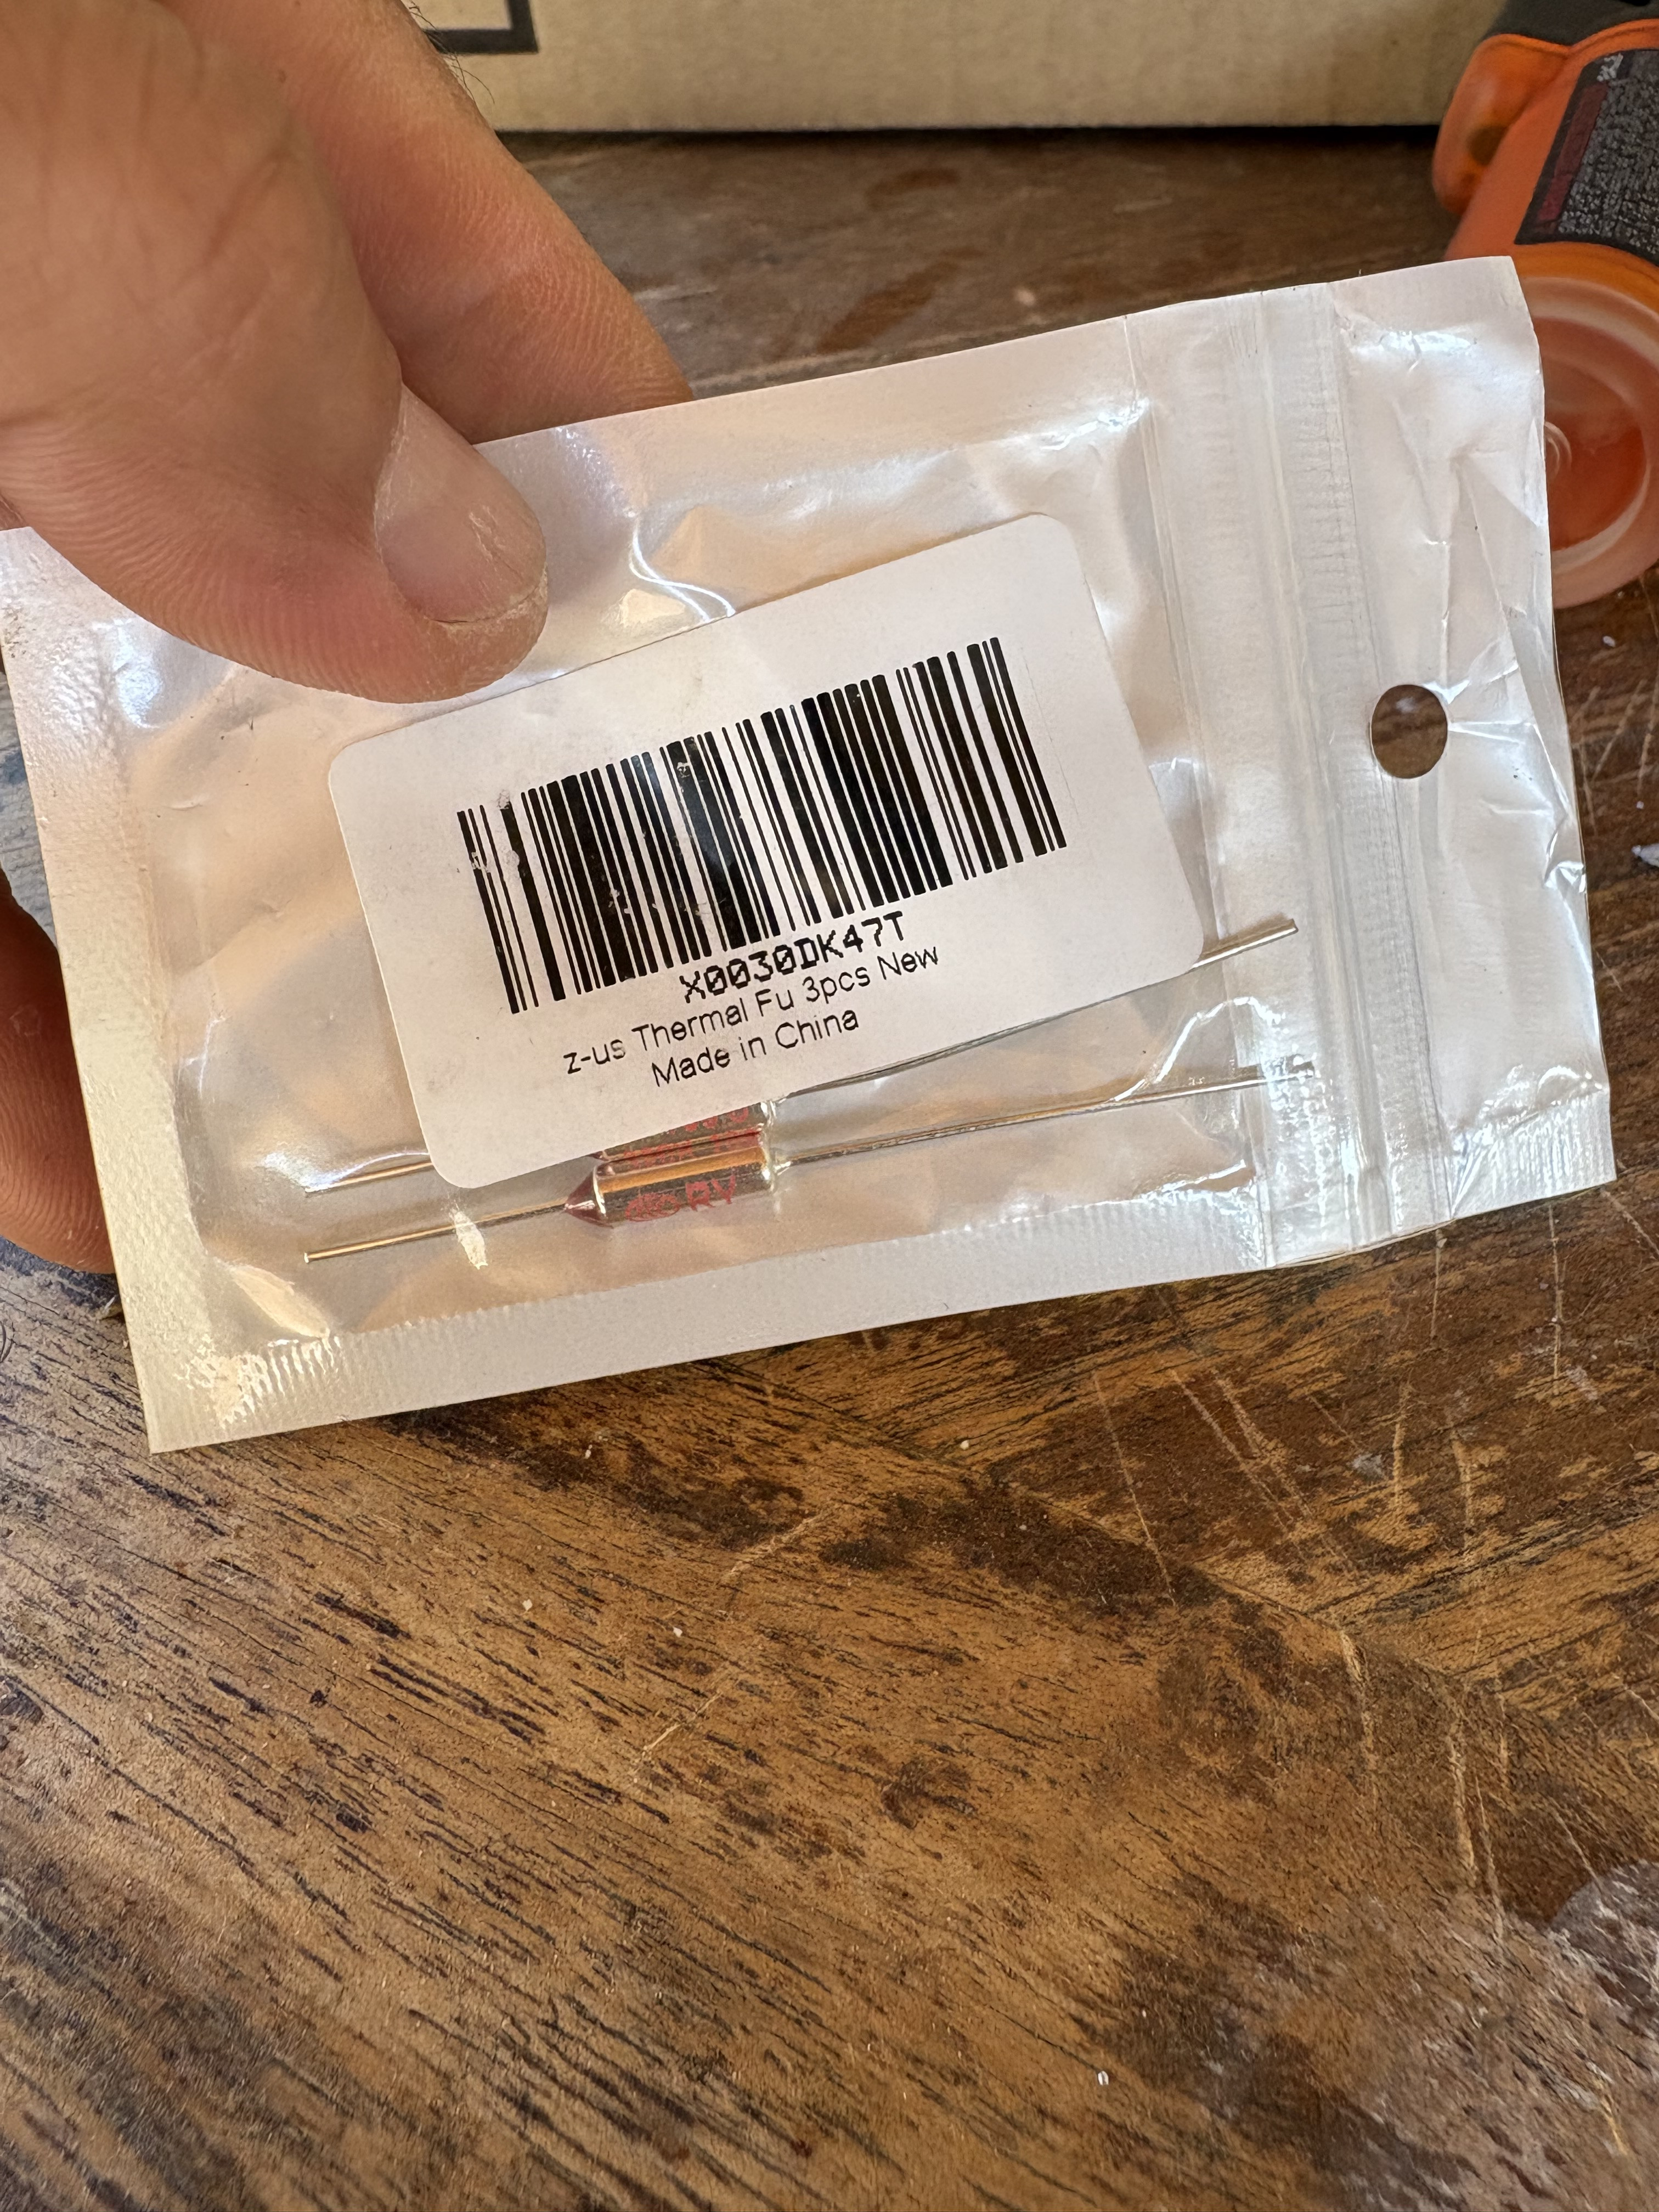 X0030DK47T
z-us Thermal Fu 3pcs New
Made in China
RY